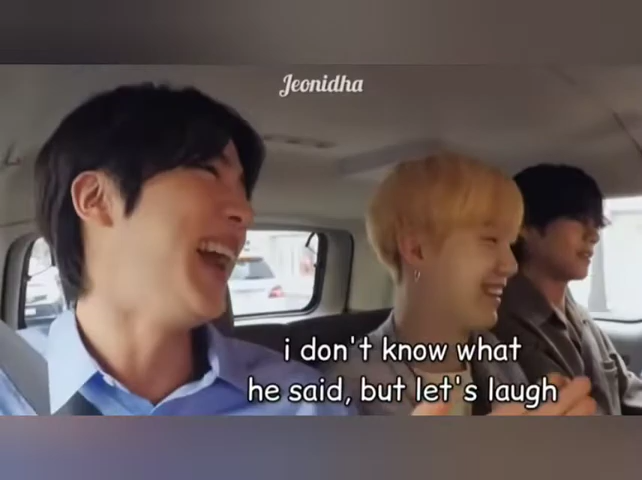 Jeonidha
i don't know what
he said, but let's laugh